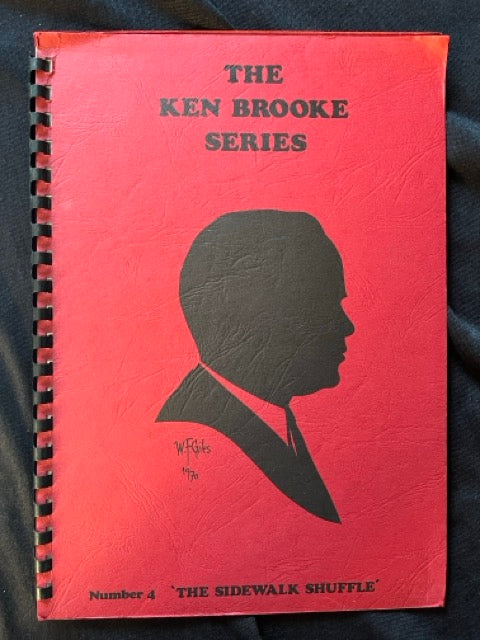 THE
KEN BROOKE
SERIES
W.F.Giles
1970
Number 4 'THE SIDEWALK SHUFFLE'